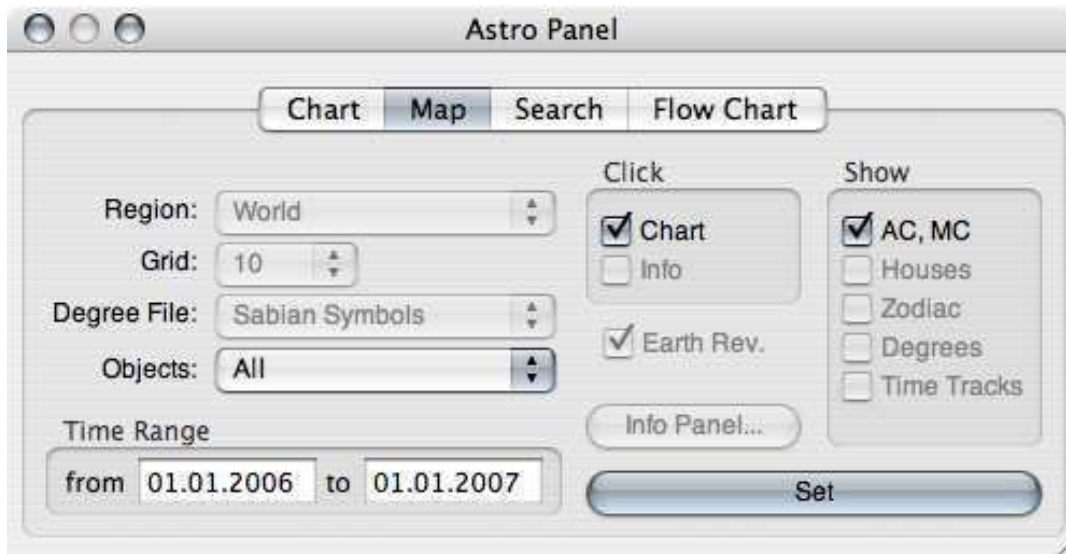 Astro Panel
Chart Map Search Flow Chart
Region: World
Grid: 10
Degree File: Sabian Symbols
Objects: All
Time Range
from 01.01.2006 to 01.01.2007
Click
Chart
Info
Earth Rev.
Info Panel...
Show
AC, MC
Houses
Zodiac
Degrees
Time Tracks
Set